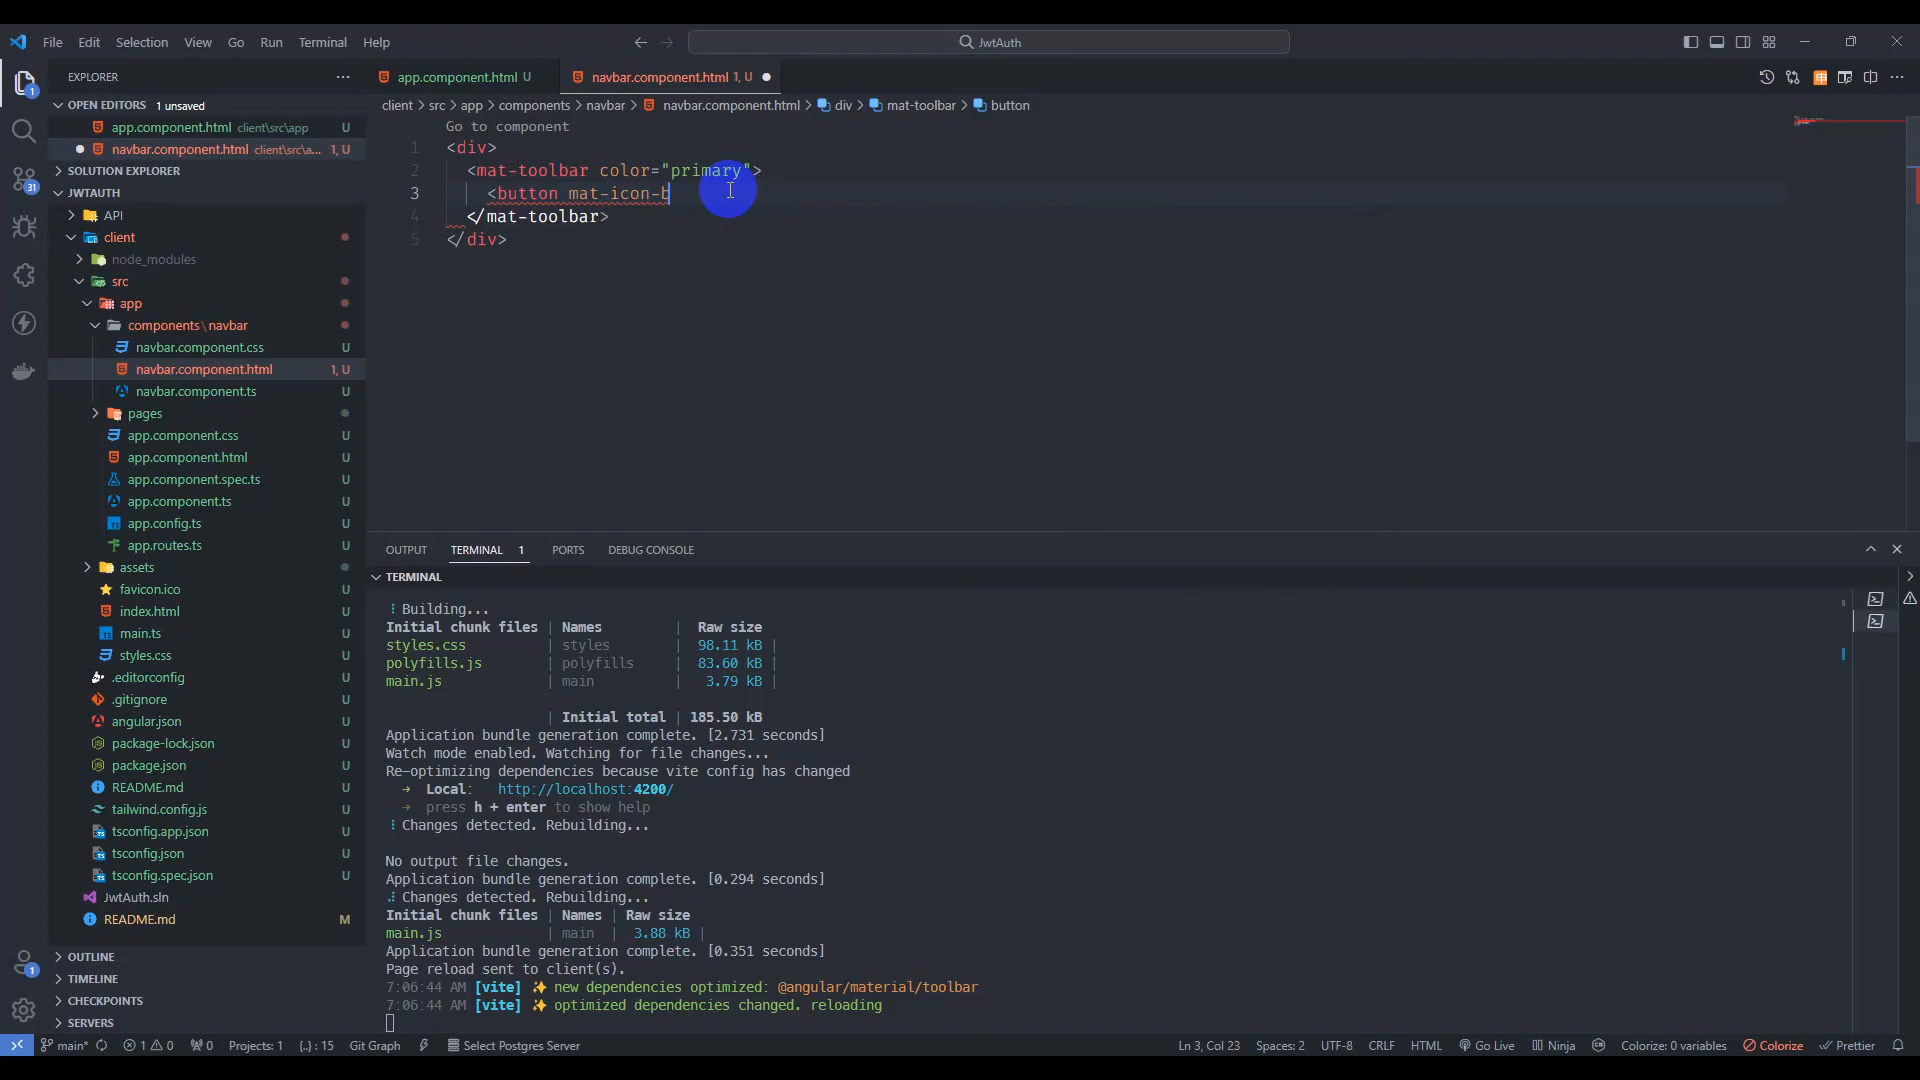 File Edit Selection View Go Run Terminal Help
JwtAuth
EXPLORER
app.component.html U
navbar.component.html 1, U
OPEN EDITORS 1 unsaved
app.component.html client\src\app U
navbar.component.html client\src\a... 1, U
SOLUTION EXPLORER
JWTAUTH
API
client
node_modules
src
app
components\navbar
navbar.component.css U
navbar.component.html 1, U
navbar.component.ts U
pages
app.component.css U
app.component.html U
app.component.spec.ts U
app.component.ts U
app.config.ts U
app.routes.ts U
assets
favicon.ico U
index.html U
main.ts U
styles.css U
.editorconfig U
.gitignore U
angular.json U
package-lock.json U
package.json U
README.md U
tailwind.config.js U
tsconfig.app.json U
tsconfig.json U
tsconfig.spec.json U
JwtAuth.sln
README.md M
OUTLINE
TIMELINE
CHECKPOINTS
SERVERS
client > src > app > components > navbar > navbar.component.html > div > mat-toolbar > button
Go to component
1 <div>
2 <mat-toolbar color="primary">
3 <button mat-icon-b
4 </mat-toolbar>
5 </div>
OUTPUT TERMINAL 1 PORTS DEBUG CONSOLE
TERMINAL
Building...
Initial chunk files | Names | Raw size
styles.css | styles | 98.11 kB |
polyfills.js | polyfills | 83.60 kB |
main.js | main | 3.79 kB |
| Initial total | 185.50 kB
Application bundle generation complete. [2.731 seconds]
Watch mode enabled. Watching for file changes...
Re-optimizing dependencies because vite config has changed
➜ Local: http://localhost:4200/
➜ press h + enter to show help
Changes detected. Rebuilding...
No output file changes.
Application bundle generation complete. [0.294 seconds]
Changes detected. Rebuilding...
Initial chunk files | Names | Raw size
main.js | main | 3.88 kB |
Application bundle generation complete. [0.351 seconds]
Page reload sent to client(s).
7:06:44 AM [vite] ✨ new dependencies optimized: @angular/material/toolbar
7:06:44 AM [vite] ✨ optimized dependencies changed. reloading
1
31
1
main* 1 0 0 Projects: 1 {..} : 15 Git Graph Select Postgres Server Ln 3, Col 23 Spaces: 2 UTF-8 CRLF HTML Go Live Ninja Colorize: 0 variables Colorize Prettier